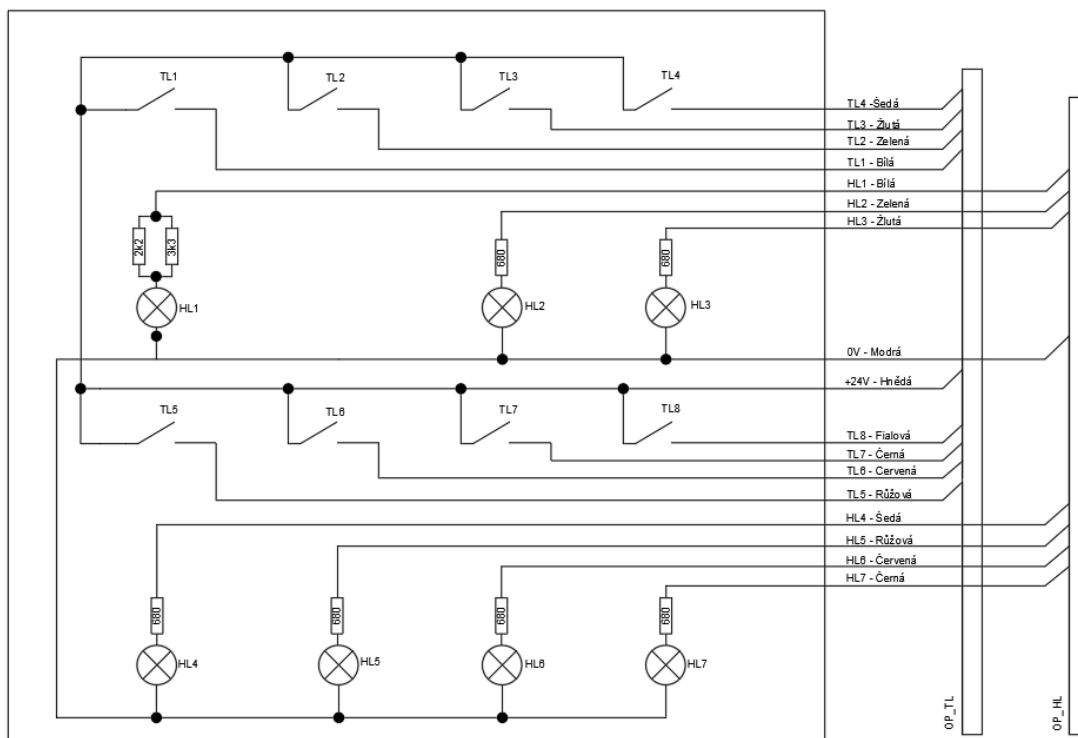 TL1
TL2
TL3
TL4
TL4 -Šedá
TL3 - Žlutá
TL2 - Zelená
TL1 - Bílá
HL1 - Bílá
HL2 - Zelená
HL3 - Žlutá
2k2
3k3
680
680
HL1
HL2
HL3
0V - Modrá
+24V - Hnědá
TL5
TL6
TL7
TL8
TL8 - Fialová
TL7 - Černá
TL6 - Červená
TL5 - Růžová
HL4 - Šedá
HL5 - Růžová
HL6 - Červená
HL7 - Černá
680
680
680
680
HL4
HL5
HL6
HL7
OP_TL
OP_HL